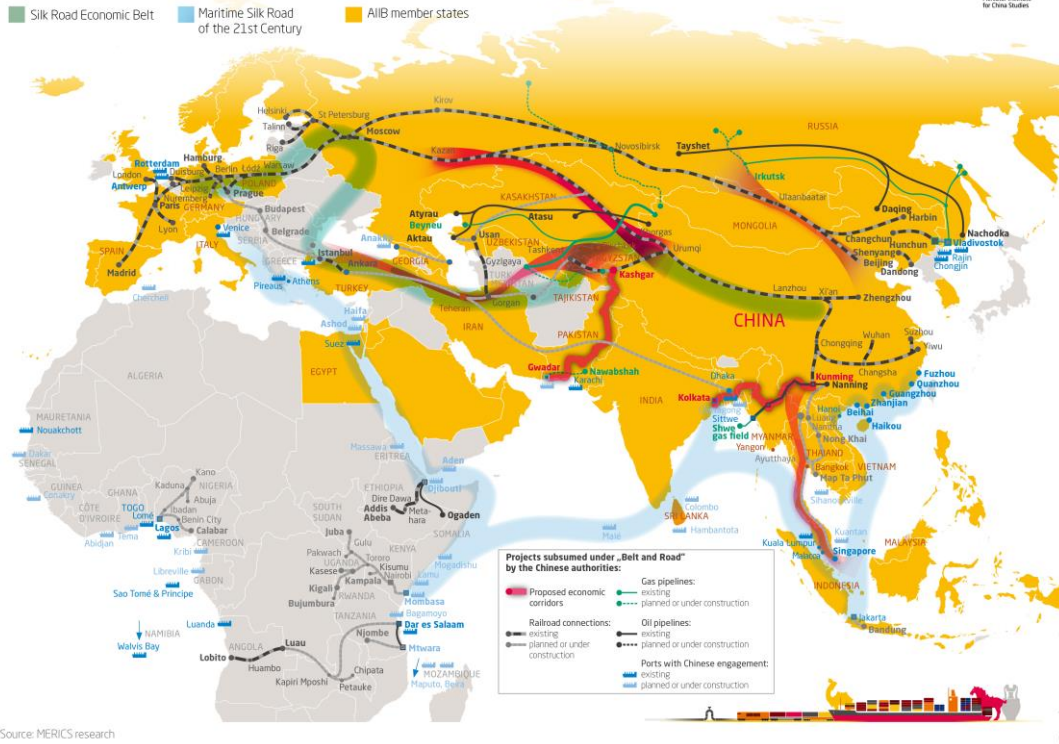 for China Studies
Silk Road Economic Belt
Maritime Silk Road
of the 21st Century
AIIB member states
Helsinki
St Petersburg
Talinn
Riga
Moscow
Kirov
Kazan
Novosibirsk
Tayshet
RUSSIA
Irkutsk
Ulaanbaatar
MONGOLIA
Daqing
Harbin
Nachodka
Changchun
Hunchun
Vladivostok
Shenyang
Rajin
Beijing
Chongjin
Dandong
Rotterdam
Hamburg
London
Duisburg
Berlin
Łódź
Warsaw
Antwerp
Leipzig
POLAND
Nuremberg
Prague
GERMANY
Paris
Lyon
Budapest
HUNGARY
Belgrade
SERBIA
Venice
ITALY
SPAIN
Madrid
GREECE
Istanbul
Ankara
Pireaus
Athens
TURKEY
Cherchell
Anaklia
GEORGIA
KASAKHSTAN
Atyrau
Beyneu
Aktau
Atasu
Usan
UZBEKISTAN
Tashkent
Gyzlgaya
Khorgas
Urumqi
Kashgar
TAJIKISTAN
Gorgan
Teheran
IRAN
PAKISTAN
Gwadar
Nawabshah
Karachi
INDIA
Lanzhou
Xi'an
Zhengzhou
CHINA
Chongqing
Wuhan
Suzhou
Yiwu
Changsha
Fuzhou
Quanzhou
Guangzhou
Zhanjian
Beihai
Haikou
Kunming
Nanning
Dhaka
Kolkata
Sittwe
Shwe
gas field
MYANMAR
Yangon
Hanoi
Nong Khai
THAILAND
Ayutthaya
Bangkok
Map Ta Phut
VIETNAM
Sihanoukville
Kuantan
Kuala Lumpur
Malacca
Singapore
MALAYSIA
INDONESIA
Jakarta
Bandung
SRI LANKA
Colombo
Hambantota
Malé
Haifa
Ashod
Suez
EGYPT
ALGERIA
MAURETANIA
Nouakchott
Dakar
SENEGAL
GUINEA
Conakry
CÔTE
D'IVROIRE
GHANA
TOGO
Lomé
Abidjan
Tema
Kano
Kaduna
NIGERIA
Abuja
Ibadan
Benin City
Lagos
Calabar
CAMEROON
Kribi
Libreville
GABON
Sao Tomé & Principe
Luanda
NAMIBIA
Walvis Bay
ANGOLA
Lobito
Luau
Huambo
Kapiri Mposhi
Chipata
Petauke
Massawa
ERITREA
Aden
Djibouti
ETHIOPIA
Dire Dawa
Addis
Abeba
Meta-
hara
Ogaden
SOUTH
SUDAN
SOMALIA
Juba
Gulu
Pakwach
KENYA
Tororo
UGANDA
Kisumu
Kasese
Kampala
Nairobi
Lamu
Mogadishu
Kigali
RWANDA
Bujumbura
Mombasa
Bagamoyo
TANZANIA
Dar es Salaam
Njombe
Mtwara
MOZAMBIQUE
Maputo, Beira
Projects subsumed under „Belt and Road"
by the Chinese authorities:
Proposed economic
corridors
Railroad connections:
existing
planned or under
construction
Gas pipelines:
existing
planned or under construction
Oil pipelines:
existing
planned or under construction
Ports with Chinese engagement:
existing
planned or under construction
Source: MERICS research